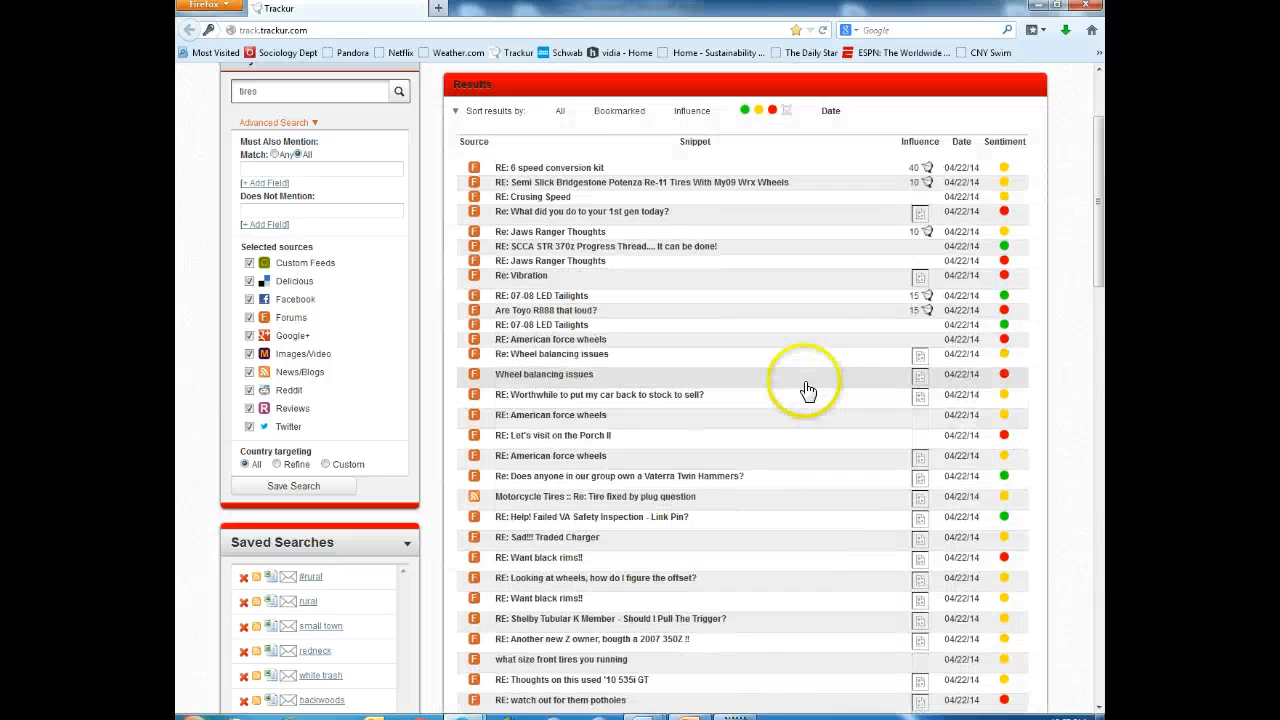 Firefox
Trackur
track.trackur.com
Google
Most Visited Sociology Dept Pandora Netflix Weather.com Trackur Schwab vidia - Home Home - Sustainability ... The Daily Star ESPN: The Worldwide ... CNY Swim »
tires
Advanced Search ▼
Must Also Mention:
Match: Any All
[+ Add Field]
Does Not Mention:
[+ Add Field]
Selected sources
Custom Feeds
Delicious
Facebook
Forums
Google+
Images/Video
News/Blogs
Reddit
Reviews
Twitter
Country targeting
All Refine Custom
Save Search
Saved Searches
#rural
rural
small town
redneck
white trash
backwoods
Results
Sort results by: All Bookmarked Influence Date
Source Snippet Influence Date Sentiment
F RE: 6 speed conversion kit 40 04/22/14
F RE: Semi Slick Bridgestone Potenza Re-11 Tires With My09 Wrx Wheels 10 04/22/14
F RE: Crusing Speed 04/22/14
F Re: What did you do to your 1st gen today? 04/22/14
F RE: Jaws Ranger Thoughts 10 04/22/14
F RE: SCCA STR 370z Progress Thread.... It can be done! 04/22/14
F RE: Jaws Ranger Thoughts 04/22/14
F Re: Vibration 04/22/14
F RE: 07-08 LED Tailights 15 04/22/14
F Are Toyo R888 that loud? 15 04/22/14
F RE: 07-08 LED Tailights 04/22/14
F RE: American force wheels 04/22/14
F Re: Wheel balancing issues 04/22/14
F Wheel balancing issues 04/22/14
F RE: Worthwhile to put my car back to stock to sell? 04/22/14
F RE: American force wheels 04/22/14
F RE: Let's visit on the Porch II 04/22/14
F RE: American force wheels 04/22/14
F Re: Does anyone in our group own a Vaterra Twin Hammers? 04/22/14
Motorcycle Tires :: Re: Tire fixed by plug question 04/22/14
F RE: Help! Failed VA Safety Inspection - Link Pin? 04/22/14
F RE: Sad!!! Traded Charger 04/22/14
F RE: Want black rims!! 04/22/14
F RE: Looking at wheels, how do I figure the offset? 04/22/14
F RE: Want black rims!! 04/22/14
F RE: Shelby Tubular K Member - Should I Pull The Trigger? 04/22/14
F RE: Another new Z owner, bougth a 2007 350Z !! 04/22/14
F what size front tires you running 04/22/14
F RE: Thoughts on this used '10 535i GT 04/22/14
F RE: watch out for them potholes 04/22/14